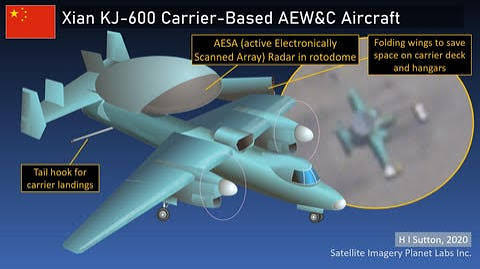 Xian KJ-600 Carrier-Based AEW&C Aircraft
AESA (active Electronically
Scanned Array) Radar in rotodome
Folding wings to save
space on carrier deck
and hangars
Tail hook for
carrier landings
H I Sutton, 2020
Satellite Imagery Planet Labs Inc.